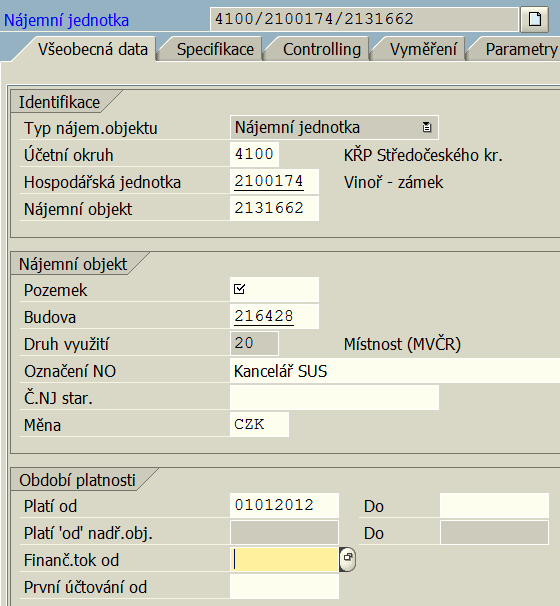 Nájemní jednotka 4100/2100174/2131662
Všeobecná data Specifikace Controlling Vyměření Parametry
Identifikace
Typ nájem.objektu Nájemní jednotka
Účetní okruh 4100 KŘP Středočeského kr.
Hospodářská jednotka 2100174 Vinoř - zámek
Nájemní objekt 2131662
Nájemní objekt
Pozemek
Budova 216428
Druh využití 20 Místnost (MVČR)
Označení NO Kancelář SUS
Č.NJ star.
Měna CZK
Období platnosti
Platí od 01012012 Do
Platí 'od' nadř.obj. Do
Finanč.tok od
První účtování od